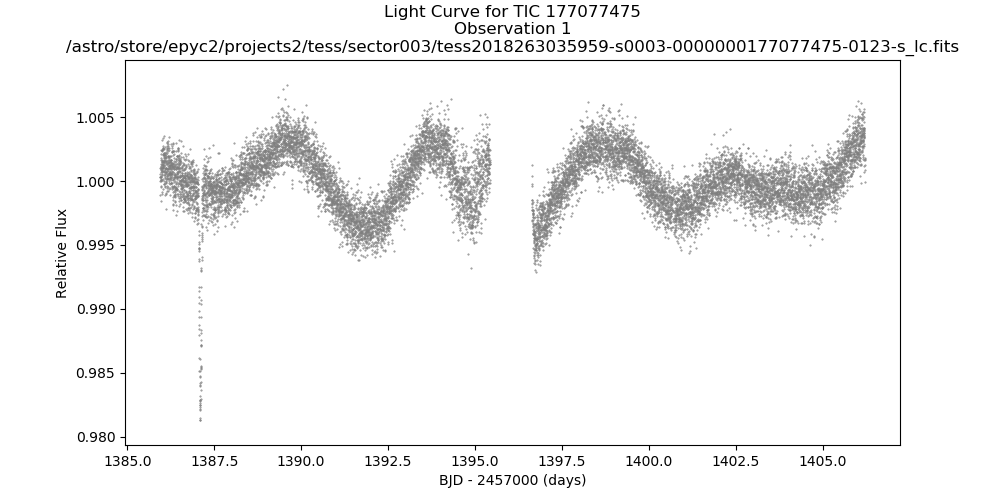 Light Curve for TIC 177077475
Observation 1
/astro/store/epyc2/projects2/tess/sector003/tess2018263035959-s0003-0000000177077475-0123-s_lc.fits
1.005
1.000
0.995
0.990
0.985
0.980
Relative Flux
1385.0 1387.5 1390.0 1392.5 1395.0 1397.5 1400.0 1402.5 1405.0
BJD - 2457000 (days)